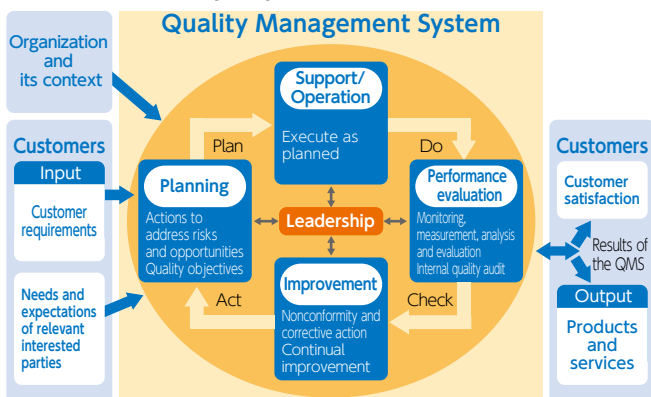 Quality Management System
Organization
and
its context
Customers
Input
Customer
requirements
Needs and
expectations
of relevant
interested
parties
Plan
Support/
Operation
Execute as
planned
Do
Planning
Actions to
address risks
and opportunities
Quality objectives
Leadership
Performance
evaluation
Monitoring,
measurement, analysis
and evaluation
Internal quality audit
Act
Improvement
Nonconformity and
corrective action
Continual
improvement
Check
Customers
Customer
satisfaction
Results of
the QMS
Output
Products
and
services